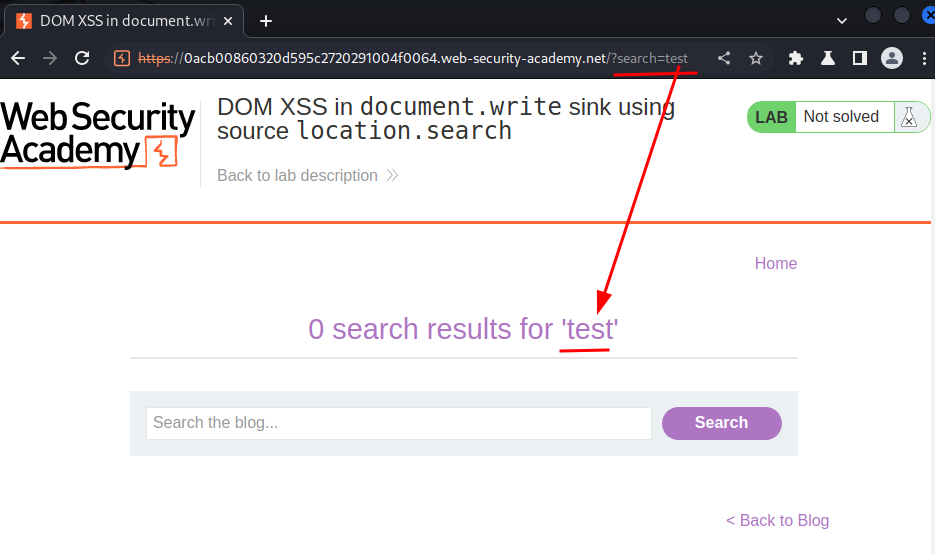 DOM XSS in document.wri
https://0acb00860320d595c2720291004f0064.web-security-academy.net/?search=test
Web Security
Academy
DOM XSS in document.write sink using
source location.search
Back to lab description
LAB Not solved
Home
0 search results for 'test'
Search the blog...
Search
< Back to Blog